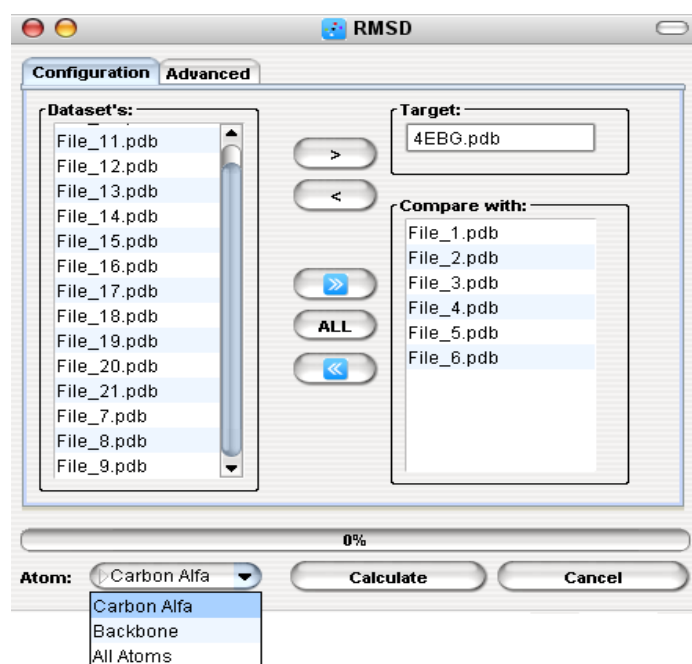 RMSD
Configuration Advanced
Dataset's:
File_11.pdb
File_12.pdb
File_13.pdb
File_14.pdb
File_15.pdb
File_16.pdb
File_17.pdb
File_18.pdb
File_19.pdb
File_20.pdb
File_21.pdb
File_7.pdb
File_8.pdb
File_9.pdb
>
<
ALL
Target:
4EBG.pdb
Compare with:
File_1.pdb
File_2.pdb
File_3.pdb
File_4.pdb
File_5.pdb
File_6.pdb
0%
Atom: Carbon Alfa Calculate Cancel
Carbon Alfa
Backbone
All Atoms